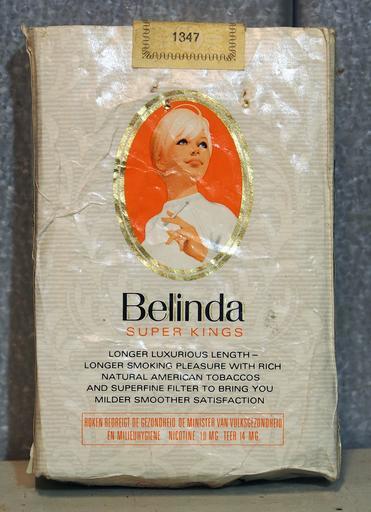 1347
Belinda
SUPER KINGS
LONGER LUXURIOUS LENGTH –
LONGER SMOKING PLEASURE WITH RICH
NATURAL AMERICAN TOBACCOS
AND SUPERFINE FILTER TO BRING YOU
MILDER SMOOTHER SATISFACTION
ROKEN BEDREIGT DE GEZONDHEID DE MINISTER VAN VOLKSGEZONDHEID
EN MILIEUHYGIENE NICOTINE 1.0 MG TEER 14 MG